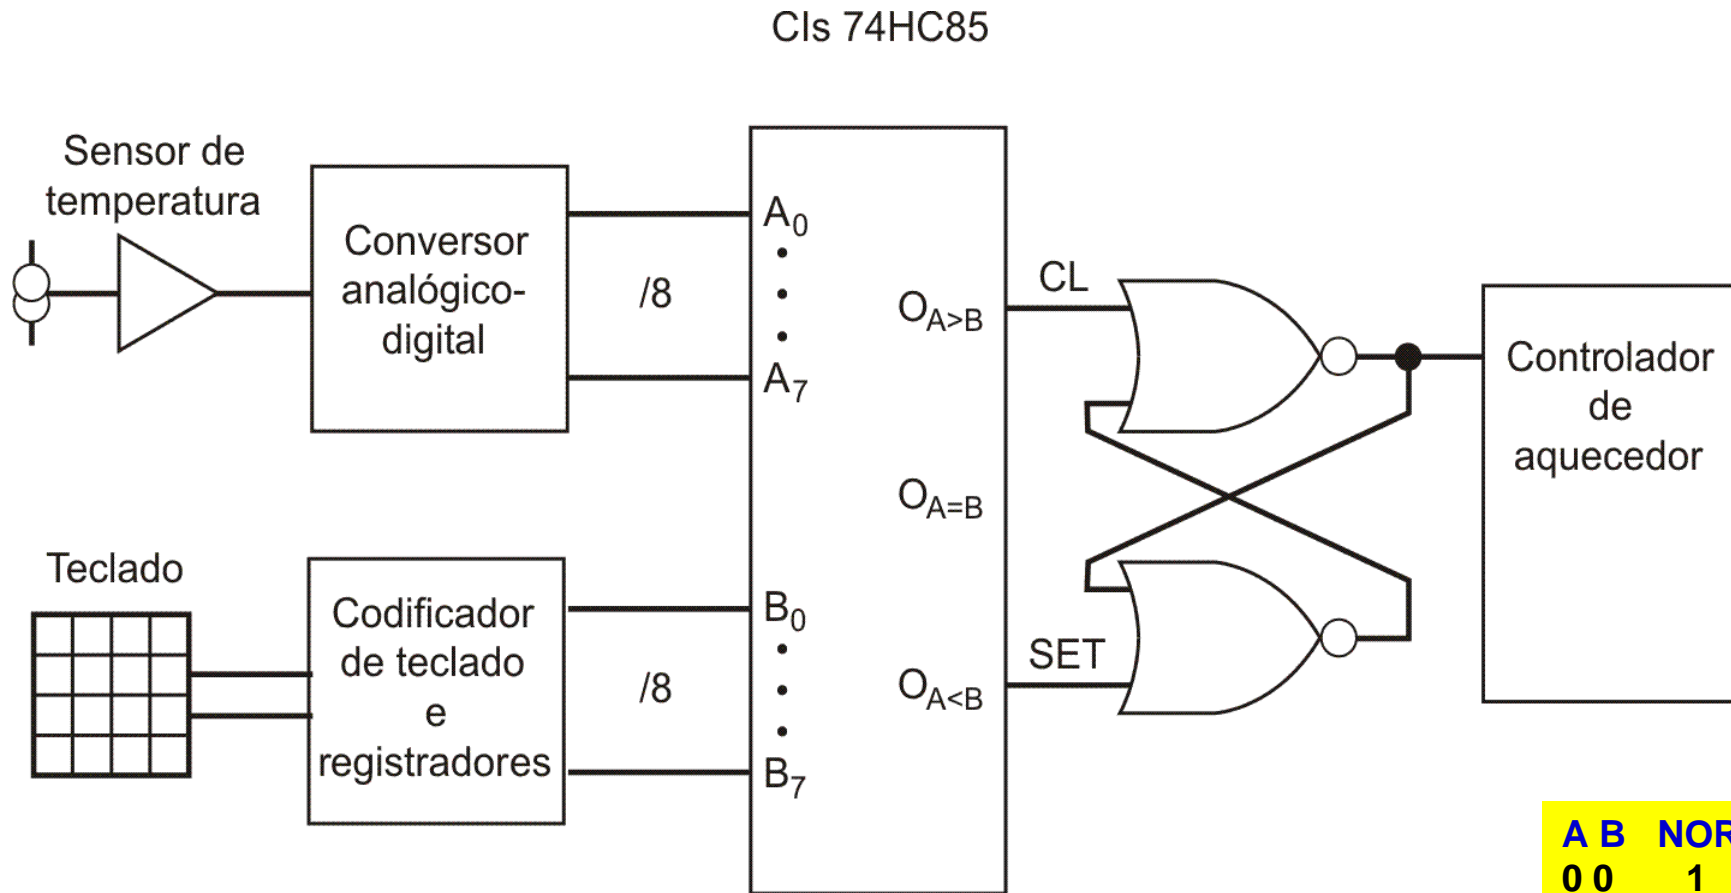 CIs 74HC85
Sensor de
temperatura
Conversor
analógico-
digital
/8
A0
A7
Teclado
Codificador
de teclado
e
registradores
/8
B0
B7
OA>B
OA=B
OA<B
CL
SET
Controlador
de
aquecedor
A B NOR
0 0 1